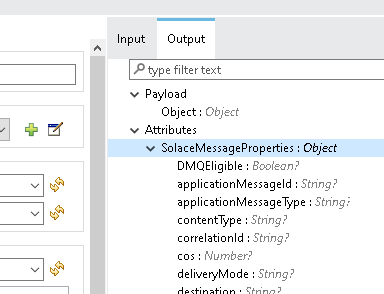 Input
Output
type filter text
Payload
Object : Object
Attributes
SolaceMessageProperties : Object
DMQEligible : Boolean?
applicationMessageId : String?
applicationMessageType : String?
contentType : String?
correlationId : String?
cos : Number?
deliveryMode : String?
destination : String?